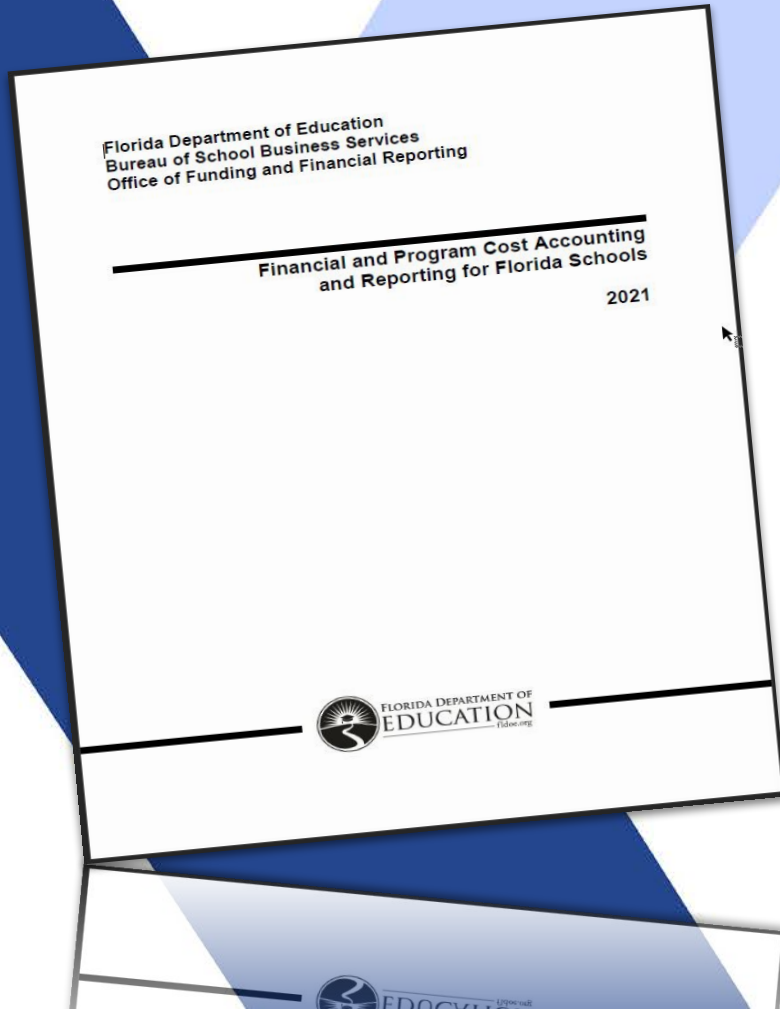 Florida Department of Education
Bureau of School Business Services
Office of Funding and Financial Reporting
Financial and Program Cost Accounting
and Reporting for Florida Schools
2021
FLORIDA DEPARTMENT OF
EDUCATION
fldoe.org